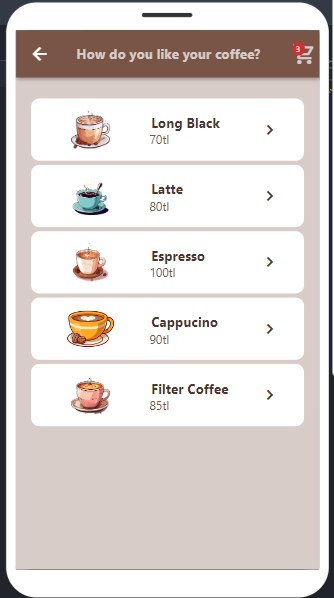 How do you like your coffee?
3
Long Black
70tl
Latte
80tl
Espresso
100tl
Cappucino
90tl
Filter Coffee
85tl